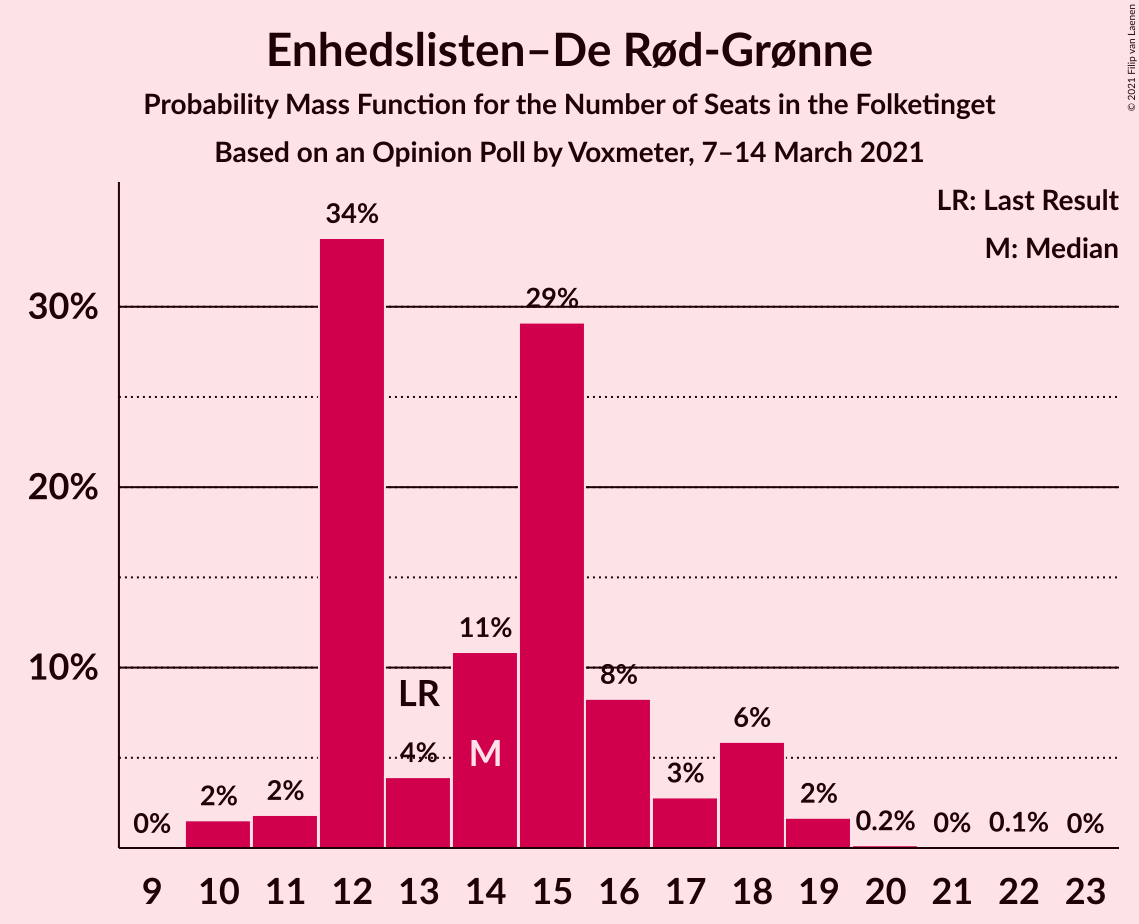 Enhedslisten–De Rød-Grønne
Probability Mass Function for the Number of Seats in the Folketinget
Based on an Opinion Poll by Voxmeter, 7–14 March 2021
© 2021 Filip van Laenen
LR: Last Result
M: Median
30%
20%
10%
0%
2%
2%
34%
4%
LR
11%
M
29%
8%
3%
6%
2%
0.2%
0%
0.1%
0%
9 10 11 12 13 14 15 16 17 18 19 20 21 22 23